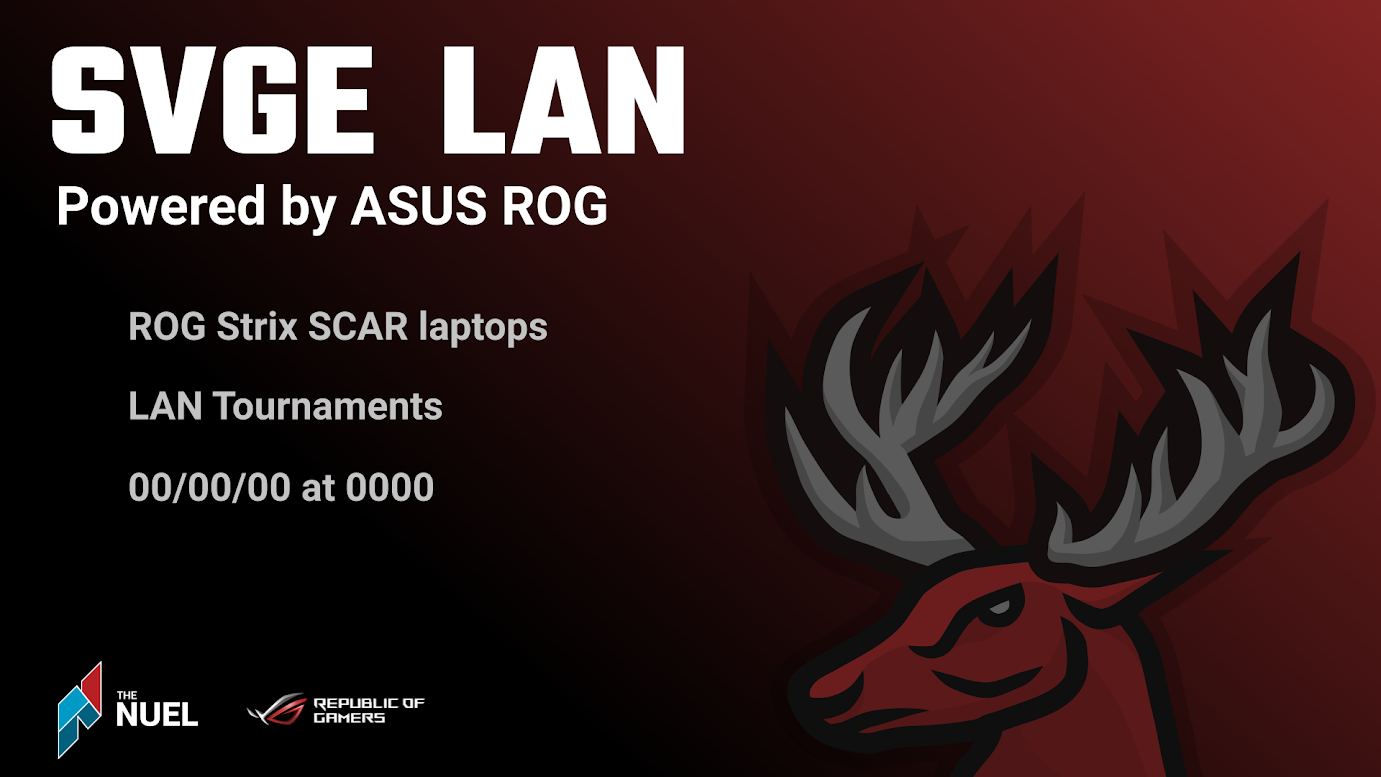 SVGE LAN
Powered by ASUS ROG
ROG Strix SCAR laptops
LAN Tournaments
00/00/00 at 0000
THE
NUEL
REPUBLIC OF
GAMERS